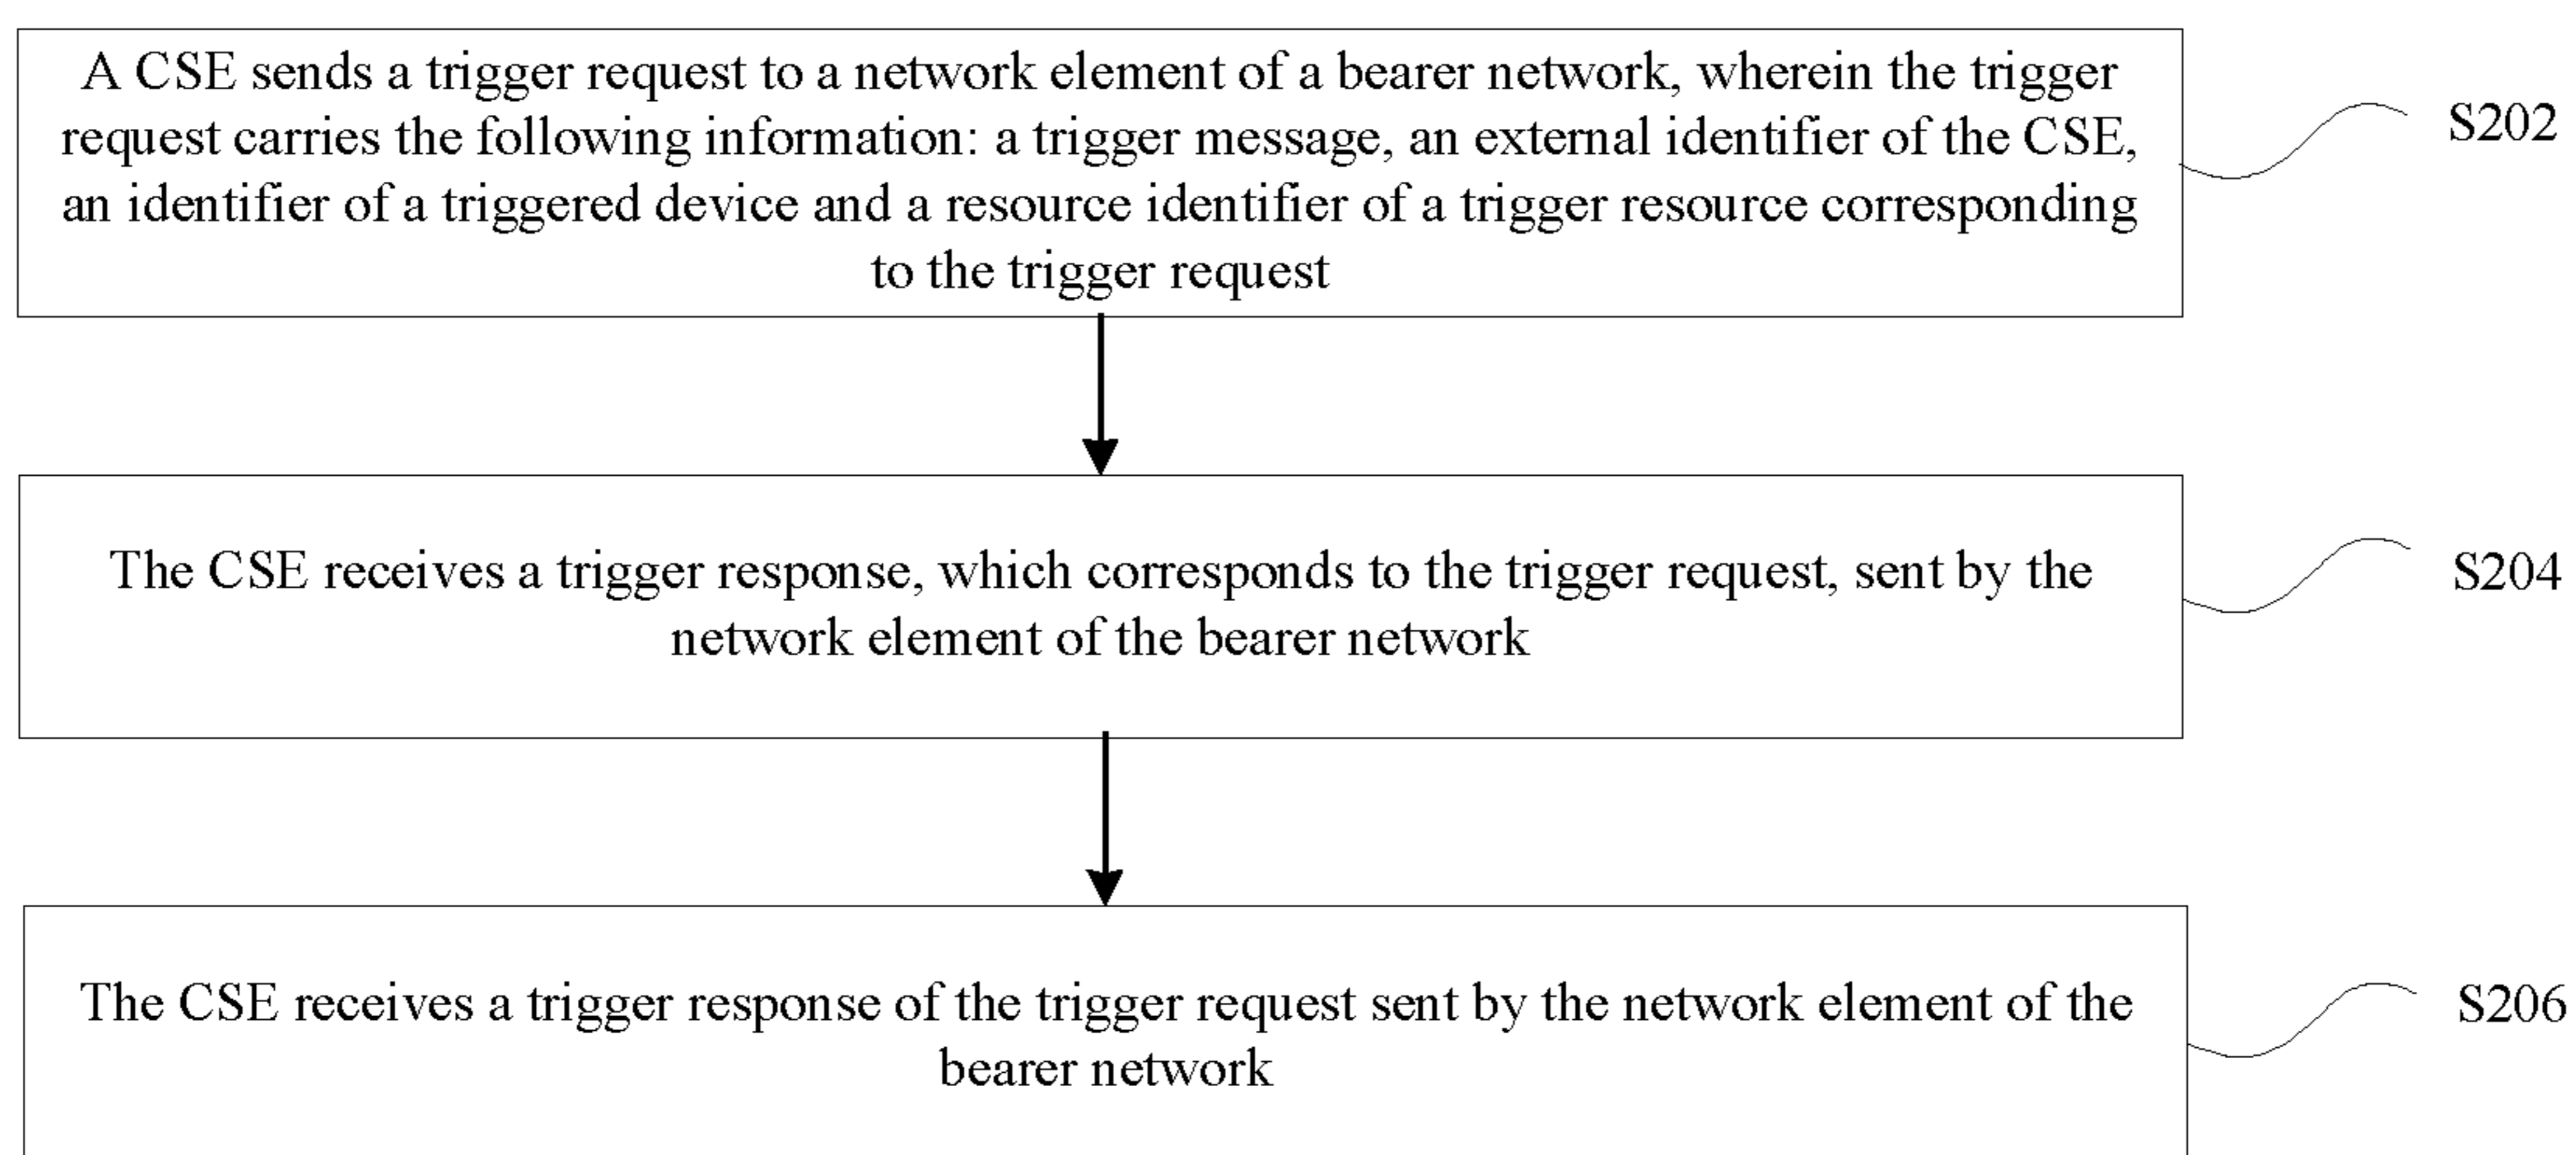 A CSE sends a trigger request to a network element of a bearer network, wherein the trigger
request carries the following information: a trigger message, an external identifier of the CSE,
an identifier of a triggered device and a resource identifier of a trigger resource corresponding
to the trigger request
S202
The CSE receives a trigger response, which corresponds to the trigger request, sent by the
network element of the bearer network
S204
The CSE receives a trigger response of the trigger request sent by the network element of the
bearer network
S206